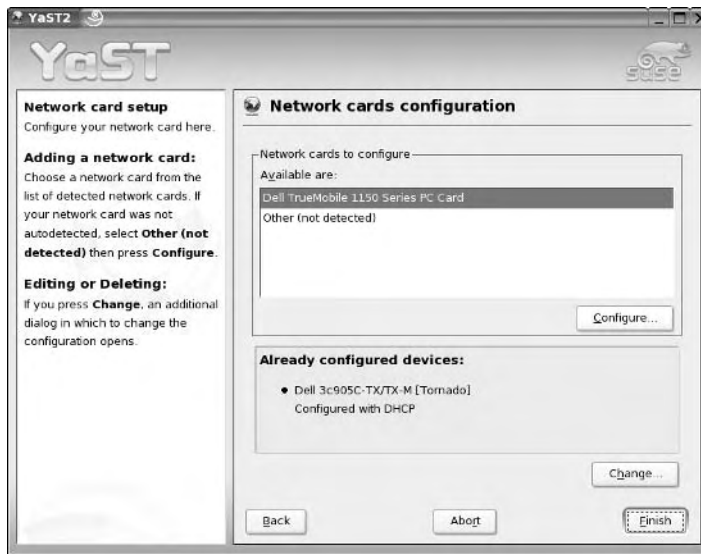 YaST2
YaST
suse
Network card setup
Configure your network card here.
Adding a network card:
Choose a network card from the
list of detected network cards. If
your network card was not
autodetected, select Other (not
detected) then press Configure.
Editing or Deleting:
If you press Change, an additional
dialog in which to change the
configuration opens.
Network cards configuration
Network cards to configure
Available are:
Dell TrueMobile 1150 Series PC Card
Other (not detected)
Configure...
Already configured devices:
● Dell 3c905C-TX/TX-M [Tornado]
Configured with DHCP
Change...
Back
Abort
Finish